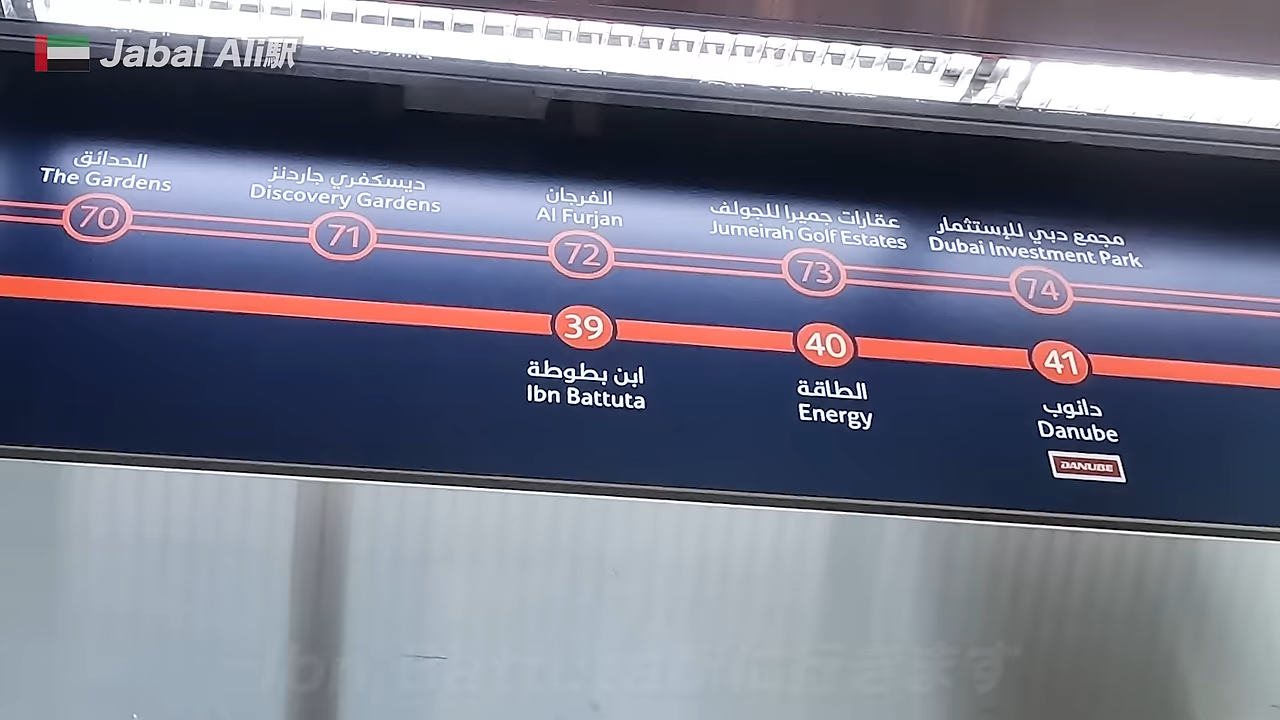 Jabal Ali駅
الحدائق
The Gardens
70
ديسكفري جاردنز
Discovery Gardens
71
الفرجان
Al Furjan
72
عقارات جميرا للجولف
Jumeirah Golf Estates
73
مجمع دبي للإستثمار
Dubai Investment Park
74
39
ابن بطوطة
Ibn Battuta
40
الطاقة
Energy
41
دانوب
Danube
DANUBE